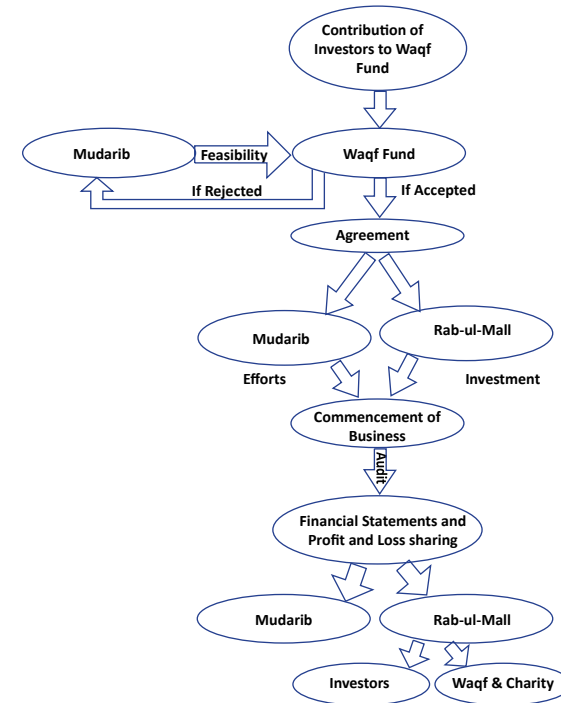 Contribution of
Investors to Waqf
Fund
Mudarib
Feasibility
Waqf Fund
If Rejected
If Accepted
Agreement
Mudarib
Rab-ul-Mall
Efforts
Investment
Commencement of
Business
Audit
Financial Statements and
Profit and Loss sharing
Mudarib
Rab-ul-Mall
Investors
Waqf & Charity